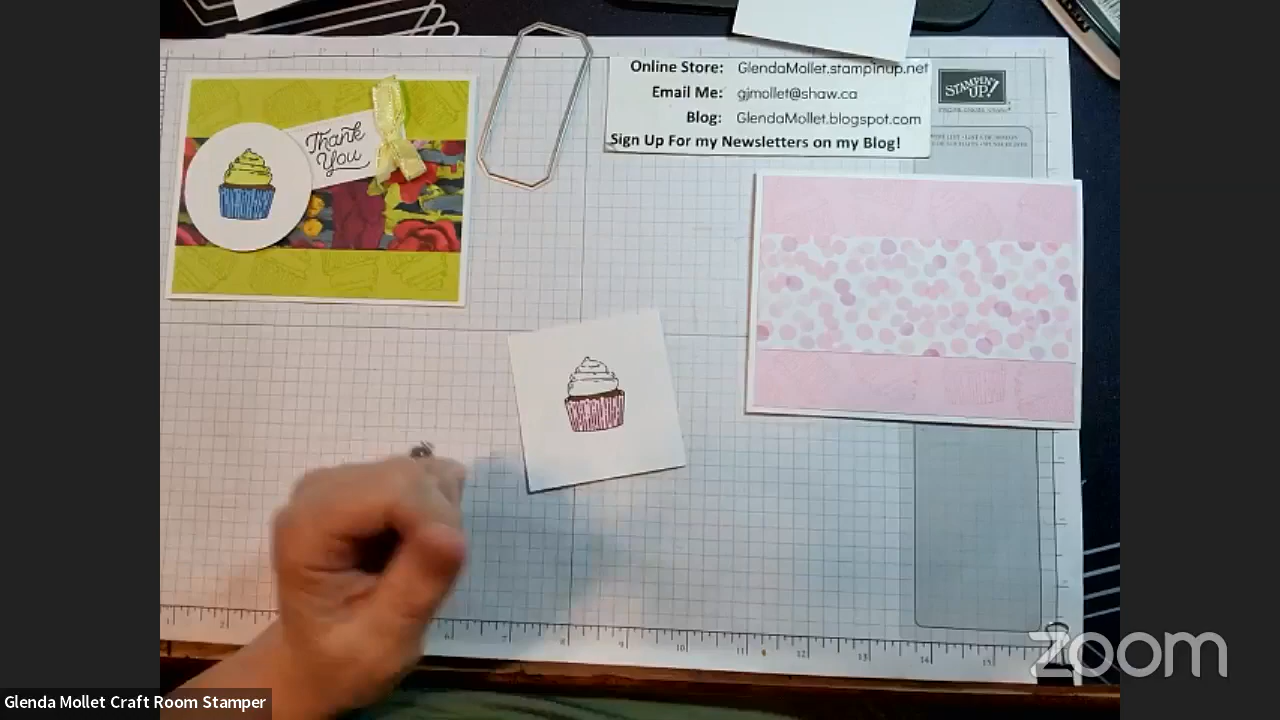 Online Store: GlendaMollet.stampinup.net
Email Me: gjmollet@shaw.ca
Blog: GlendaMollet.blogspot.com
Sign Up For my Newsletters on my Blog!
STAMPIN' UP!
Thank
You
zoom
Glenda Mollet Craft Room Stamper